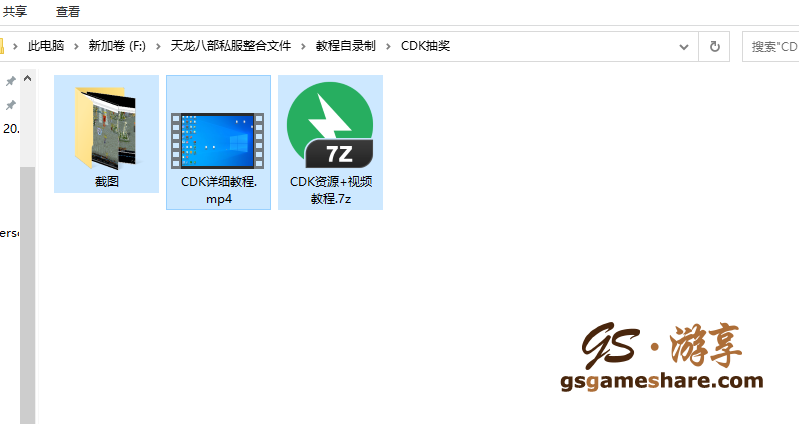 共享 查看
此电脑 新加卷 (F:) 天龙八部私服整合文件 教程自录制 CDK抽奖
搜索"CD
20.
erso
截图
CDK详细教程.
mp4
7Z
CDK资源+视频
教程.7z
GS·游享
gsgameshare.com